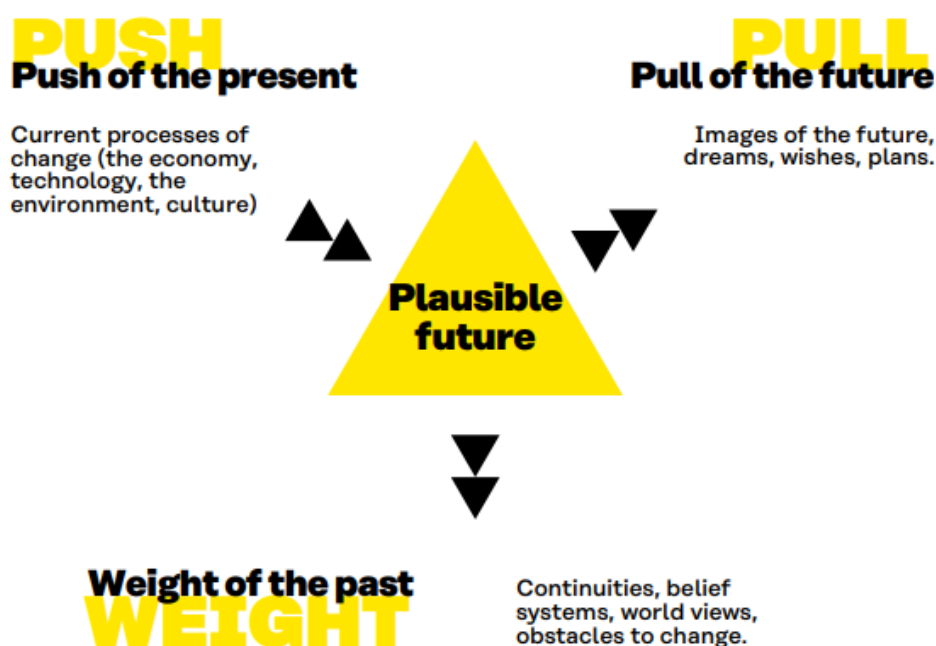 PUSH
Push of the present
Current processes of
change (the economy,
technology, the
environment, culture)
PULL
Pull of the future
Images of the future,
dreams, wishes, plans.
Plausible
future
Weight of the past
WEIGHT
Continuities, belief
systems, world views,
obstacles to change.